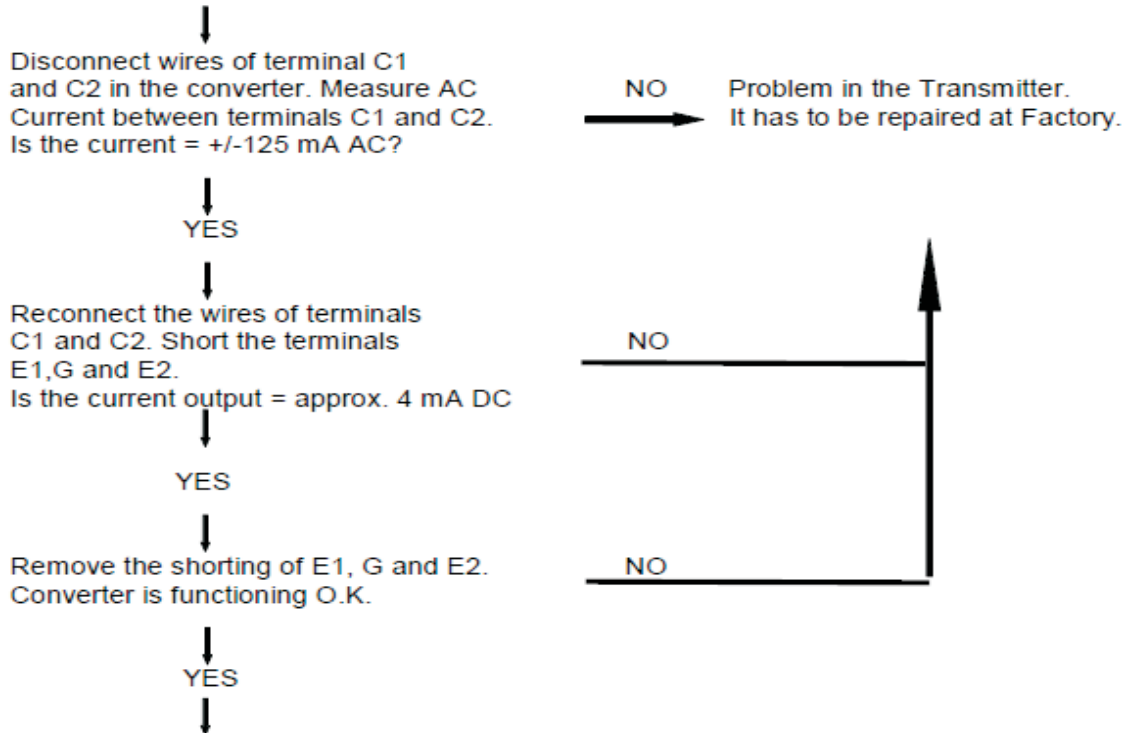 Disconnect wires of terminal C1
and C2 in the converter. Measure AC
Current between terminals C1 and C2.
Is the current = +/-125 mA AC?
NO
Problem in the Transmitter.
It has to be repaired at Factory.
YES
Reconnect the wires of terminals
C1 and C2. Short the terminals
E1,G and E2.
Is the current output = approx. 4 mA DC
NO
YES
Remove the shorting of E1, G and E2.
Converter is functioning O.K.
NO
YES